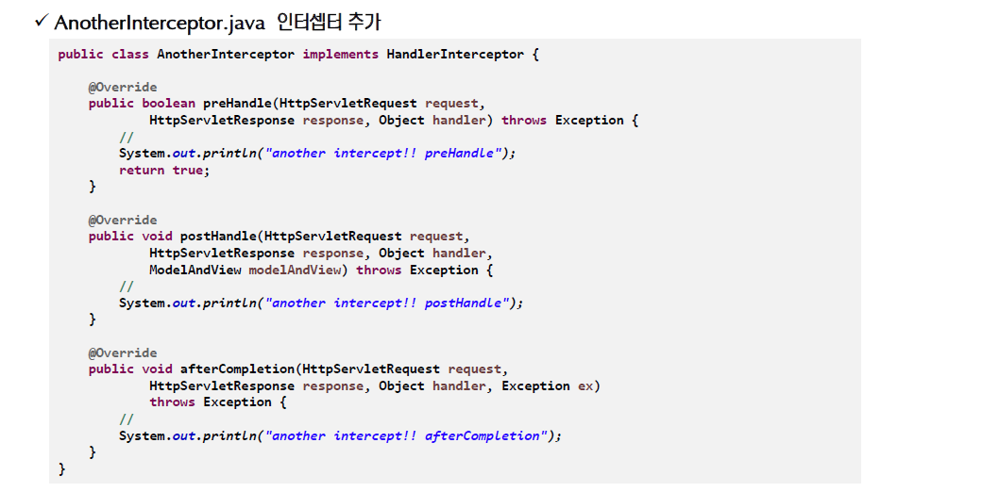 ✓ AnotherInterceptor.java 인터셉터 추가
public class AnotherInterceptor implements HandlerInterceptor {
@Override
public boolean preHandle(HttpServletRequest request,
HttpServletResponse response, Object handler) throws Exception {
//
System.out.println("another intercept!! preHandle");
return true;
}
@Override
public void postHandle(HttpServletRequest request,
HttpServletResponse response, Object handler,
ModelAndView modelAndView) throws Exception {
//
System.out.println("another intercept!! postHandle");
}
@Override
public void afterCompletion(HttpServletRequest request,
HttpServletResponse response, Object handler, Exception ex)
throws Exception {
//
System.out.println("another intercept!! afterCompletion");
}
}